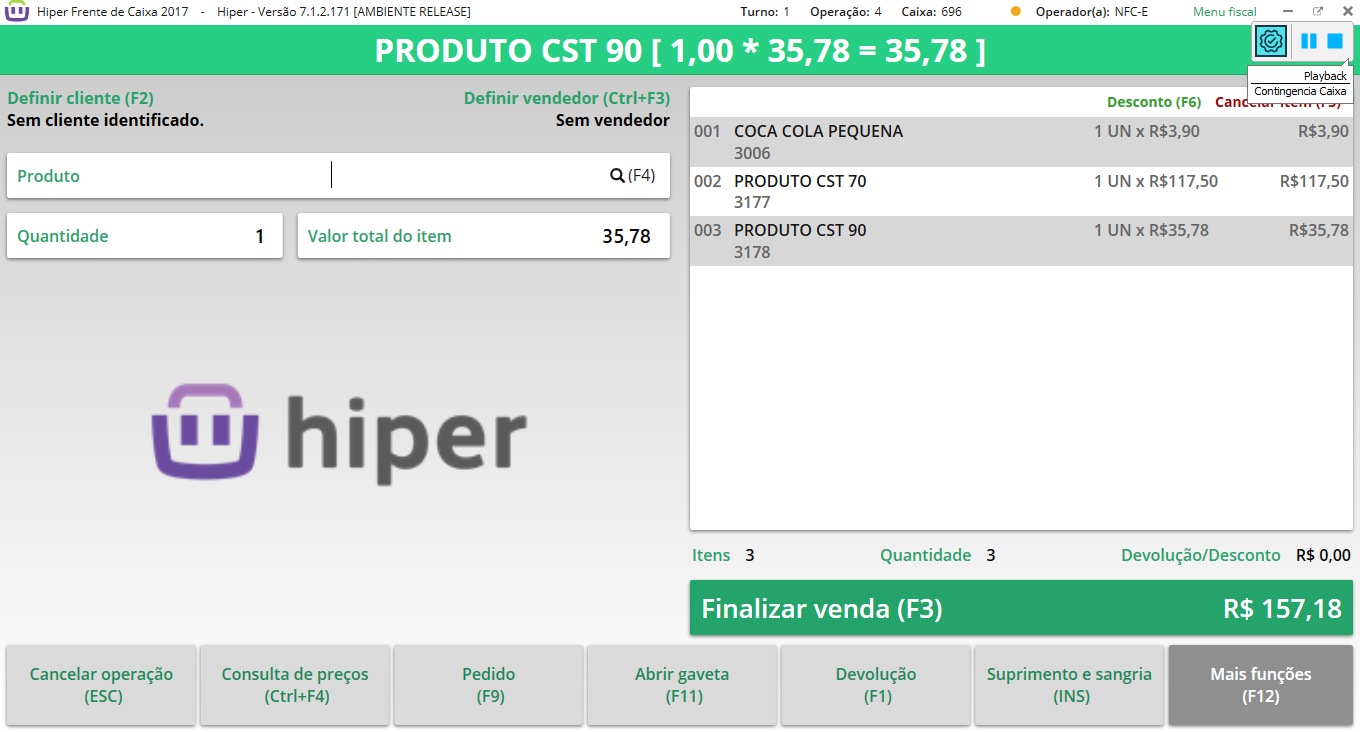 Hiper Frente de Caixa 2017 - Hiper - Versão 7.1.2.171 [AMBIENTE RELEASE] Turno: 1 Operação: 4 Caixa: 696 Operador(a): NFC-E Menu fiscal
PRODUTO CST 90 [ 1,00 * 35,78 = 35,78 ]
Playback
Contingencia Caixa
Definir cliente (F2) Definir vendedor (Ctrl+F3)
Sem cliente identificado. Sem vendedor
Produto (F4)
Quantidade 1 Valor total do item 35,78
hiper
Desconto (F6) Cancelar item (F5)
001 COCA COLA PEQUENA 1 UN x R$3,90 R$3,90
3006
002 PRODUTO CST 70 1 UN x R$117,50 R$117,50
3177
003 PRODUTO CST 90 1 UN x R$35,78 R$35,78
3178
Itens 3 Quantidade 3 Devolução/Desconto R$ 0,00
Finalizar venda (F3) R$ 157,18
Cancelar operação
(ESC)
Consulta de preços
(Ctrl+F4)
Pedido
(F9)
Abrir gaveta
(F11)
Devolução
(F1)
Suprimento e sangria
(INS)
Mais funções
(F12)